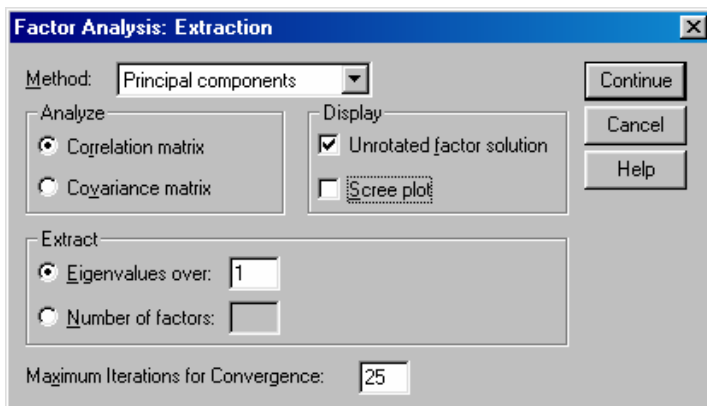 Factor Analysis: Extraction
Method: Principal components
Continue
Analyze
Display
Correlation matrix
Unrotated factor solution
Cancel
Covariance matrix
Scree plot
Help
Extract
Eigenvalues over: 1
Number of factors:
Maximum Iterations for Convergence: 25